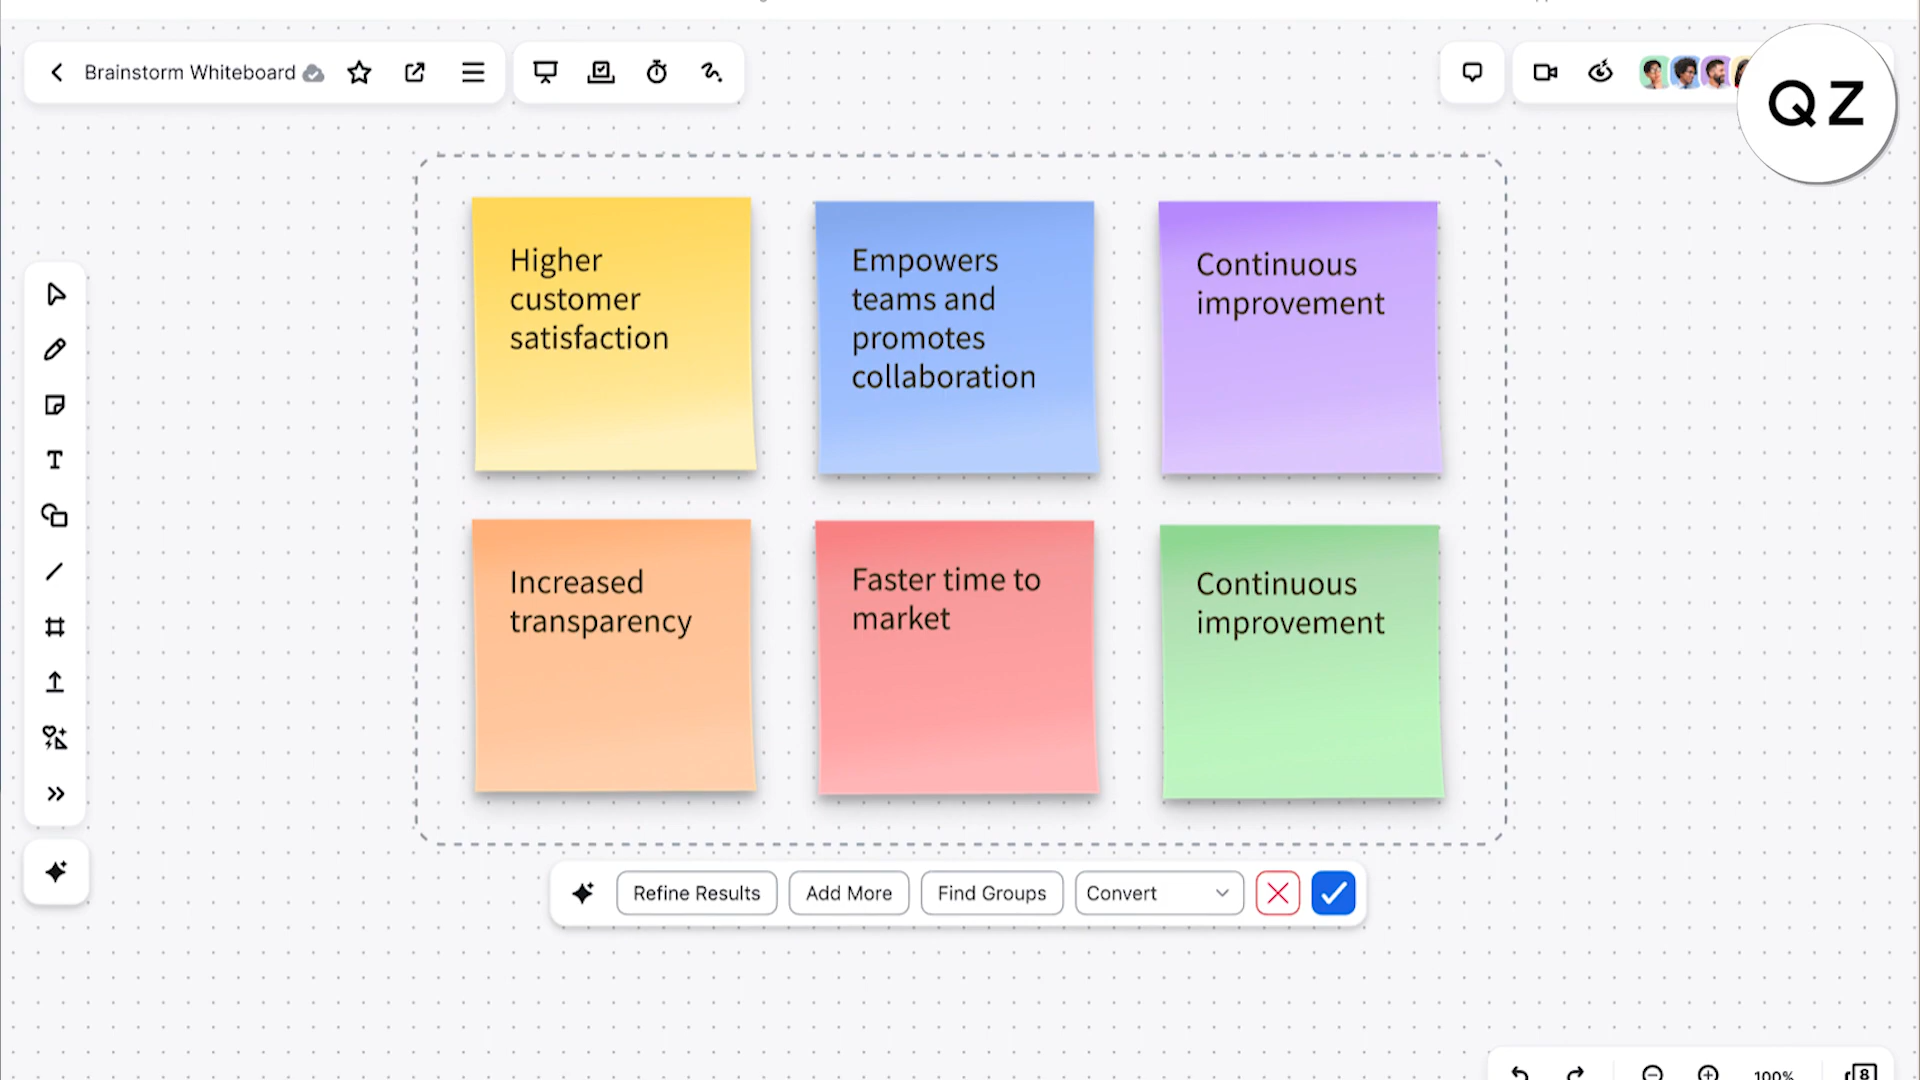 Brainstorm Whiteboard
QZ
Higher
customer
satisfaction
Empowers
teams and
promotes
collaboration
Continuous
improvement
Increased
transparency
Faster time to
market
Continuous
improvement
Refine Results
Add More
Find Groups
Convert
100%
8